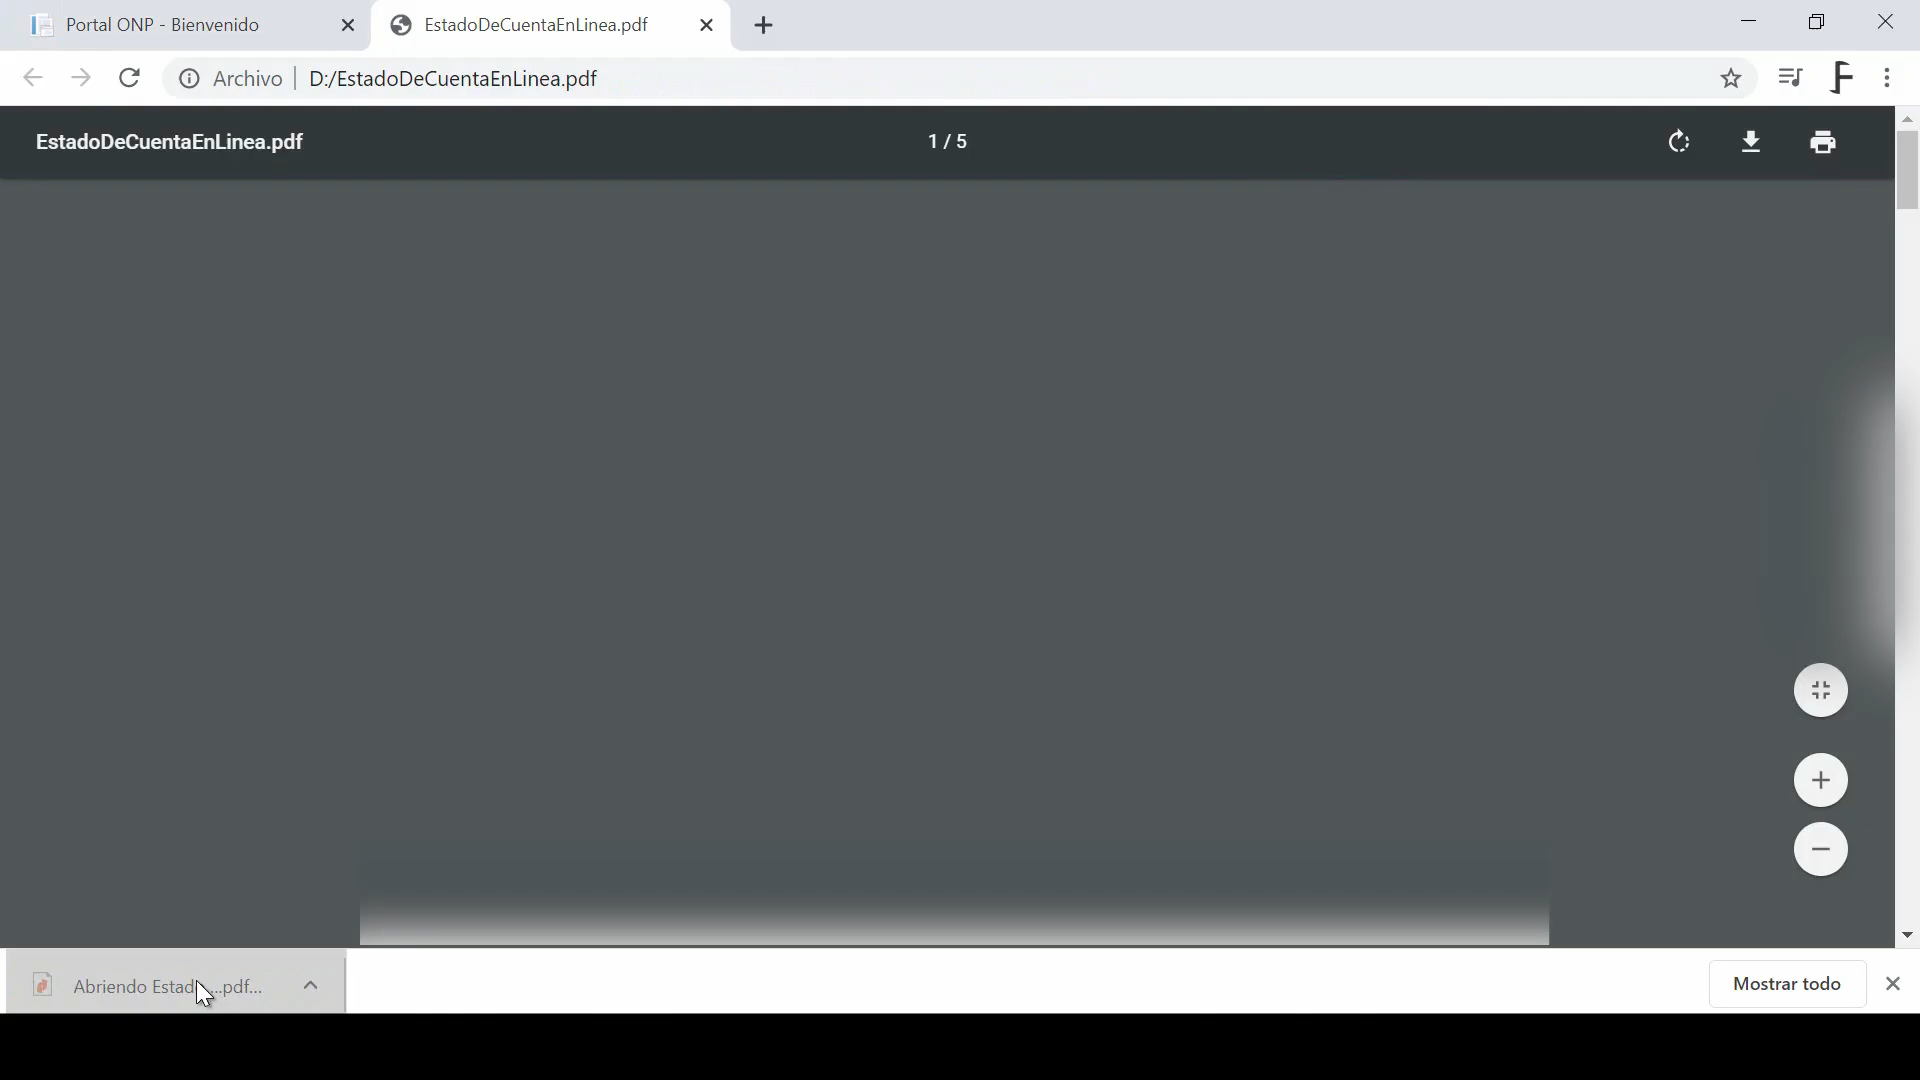 Portal ONP - Bienvenido
EstadoDeCuentaEnLinea.pdf
Archivo | D:/EstadoDeCuentaEnLinea.pdf
EstadoDeCuentaEnLinea.pdf
1 / 5
Abriendo Estad...pdf...
Mostrar todo